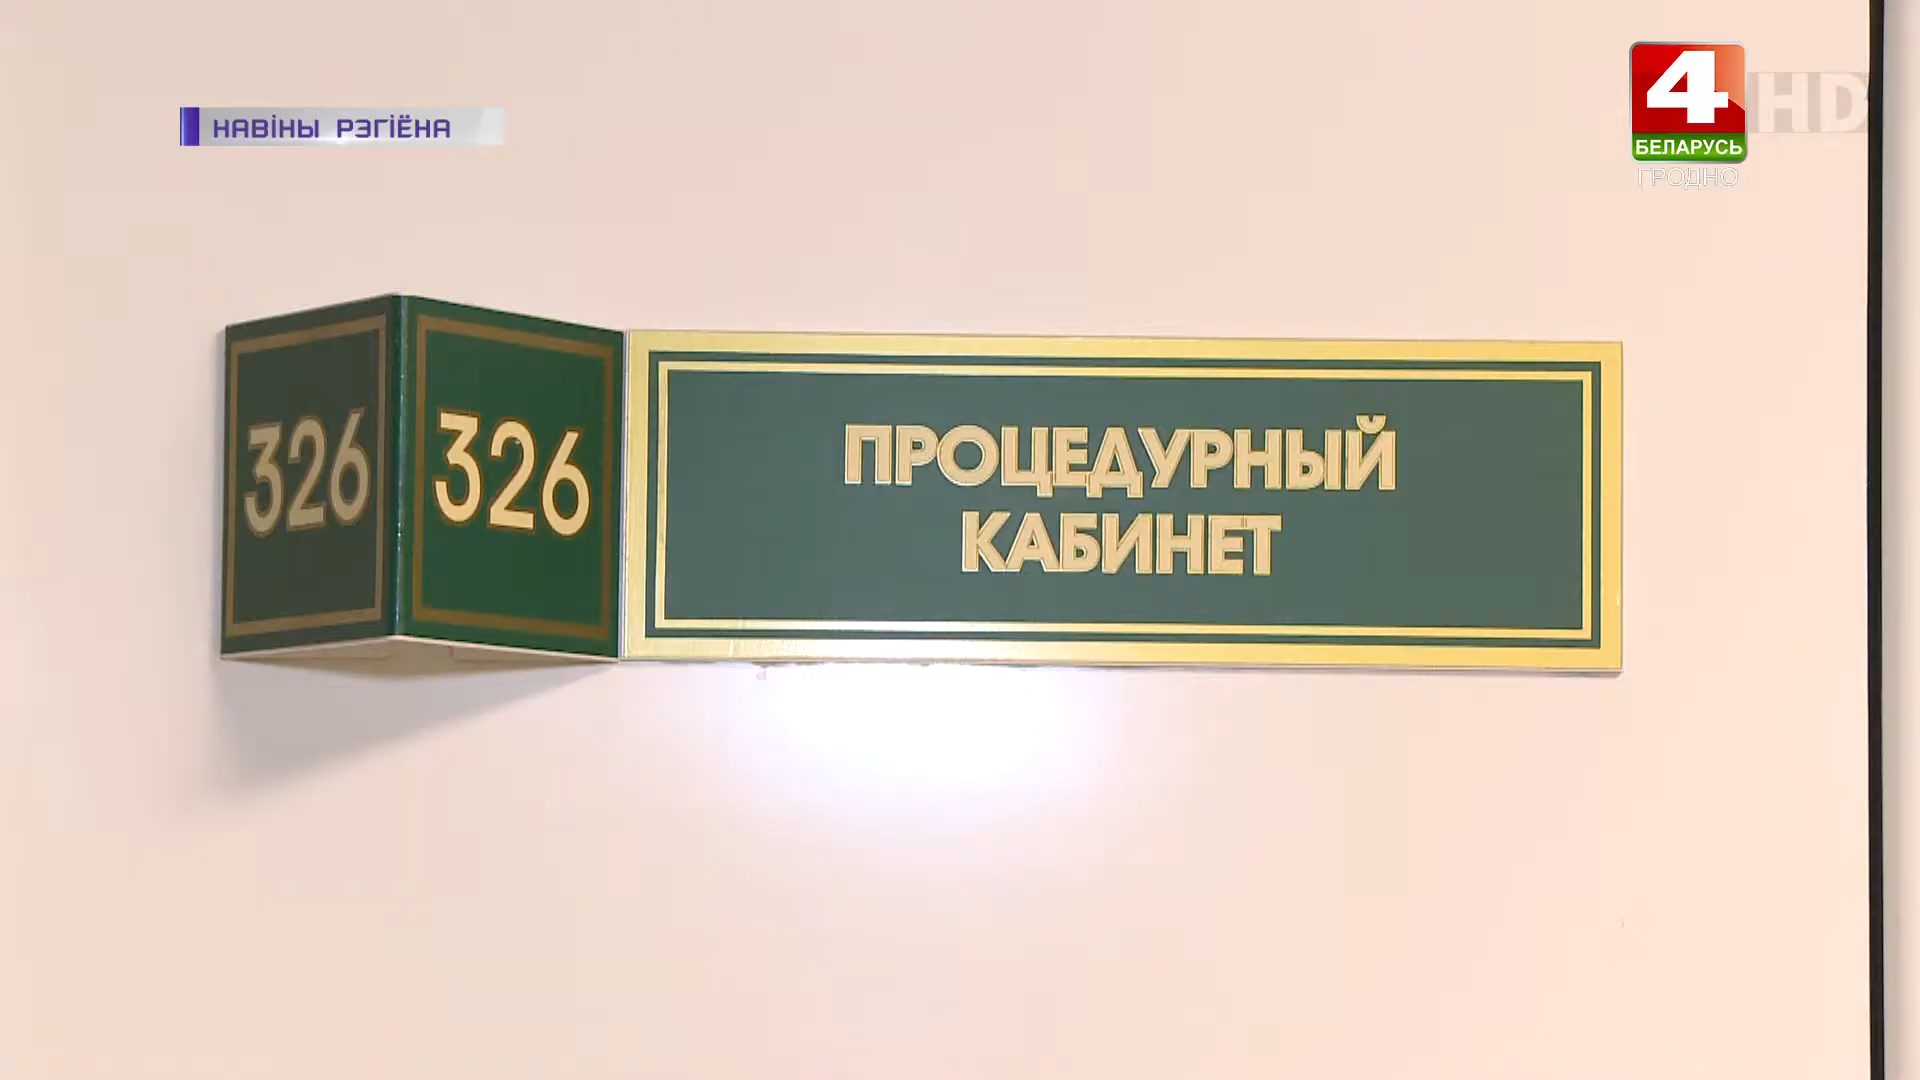 НАВІНЫ РЭГІЁНА
4 HD
БЕЛАРУСЬ
ГРОДНО
326 326
ПРОЦЕДУРНЫЙ
КАБИНЕТ